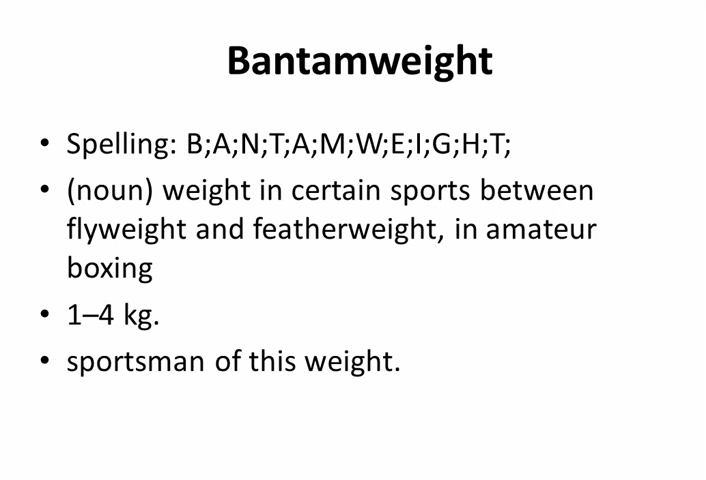 Bantamweight
• Spelling: B;A;N;T;A;M;W;E;I;G;H;T;
• (noun) weight in certain sports between
flyweight and featherweight, in amateur
boxing
• 1–4 kg.
• sportsman of this weight.